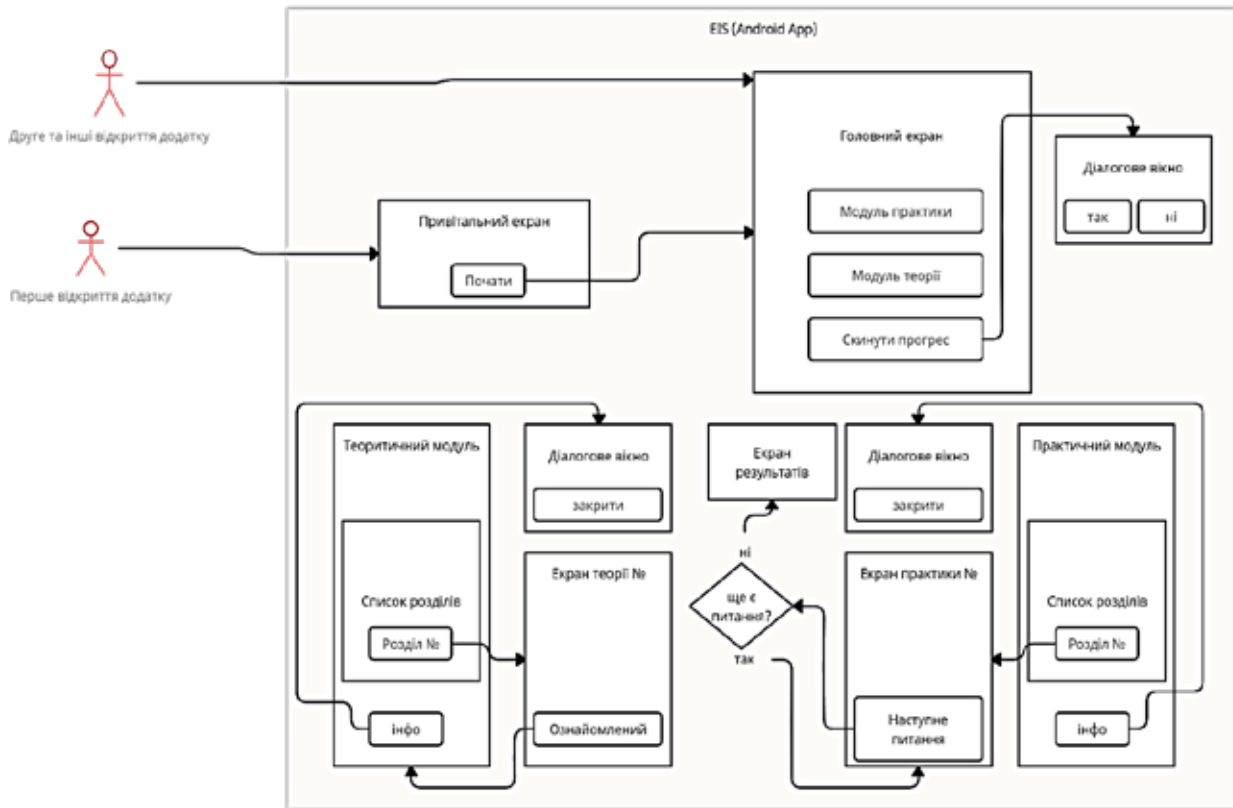 EIS (Android App)
Друге та інші відкриття додатку
Головний екран
Діалогове вікно
так
ні
Модуль практики
Привітальний екран
Модуль теорії
Почати
Перше відкриття додатку
Скинути прогрес
Теоритичний модуль
Діалогове вікно
закрити
Екран
результатів
Діалогове вікно
закрити
Практичний модуль
Список розділів
Розділ №
інфо
Екран теорії №
Ознайомлений
ні
ще є
питання?
так
Екран практики №
Наступне
питання
Список розділів
Розділ №
інфо